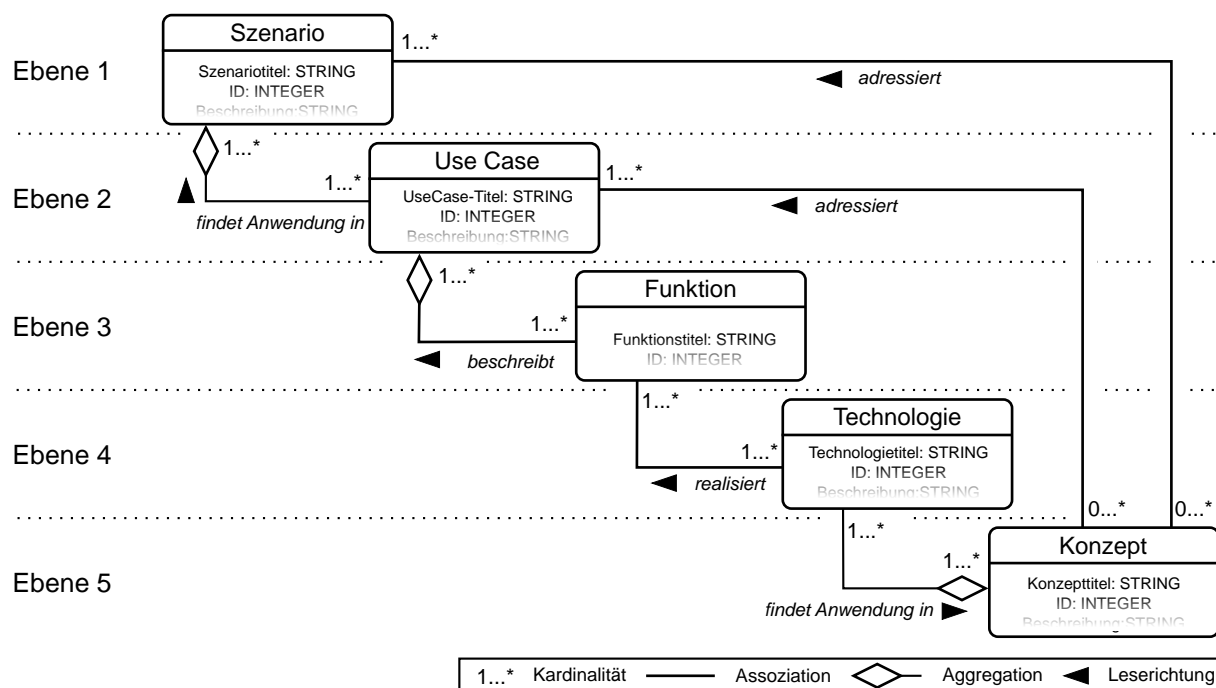 Szenario
1...*
Szenariotitel: STRING
ID: INTEGER
Beschreibung:STRING
Ebene 1
adressiert
1...*
1...*
findet Anwendung in
Ebene 2
Use Case
1...*
UseCase-Titel: STRING
ID: INTEGER
Beschreibung:STRING
adressiert
1...*
1...*
beschreibt
Ebene 3
Funktion
Funktionstitel: STRING
ID: INTEGER
1...*
1...*
realisiert
Ebene 4
Technologie
Technologietitel: STRING
ID: INTEGER
Beschreibung:STRING
0...*
0...*
1...*
1...*
findet Anwendung in
Ebene 5
Konzept
Konzepttitel: STRING
ID: INTEGER
Beschreibung:STRING
1...* Kardinalität Assoziation Aggregation Leserichtung